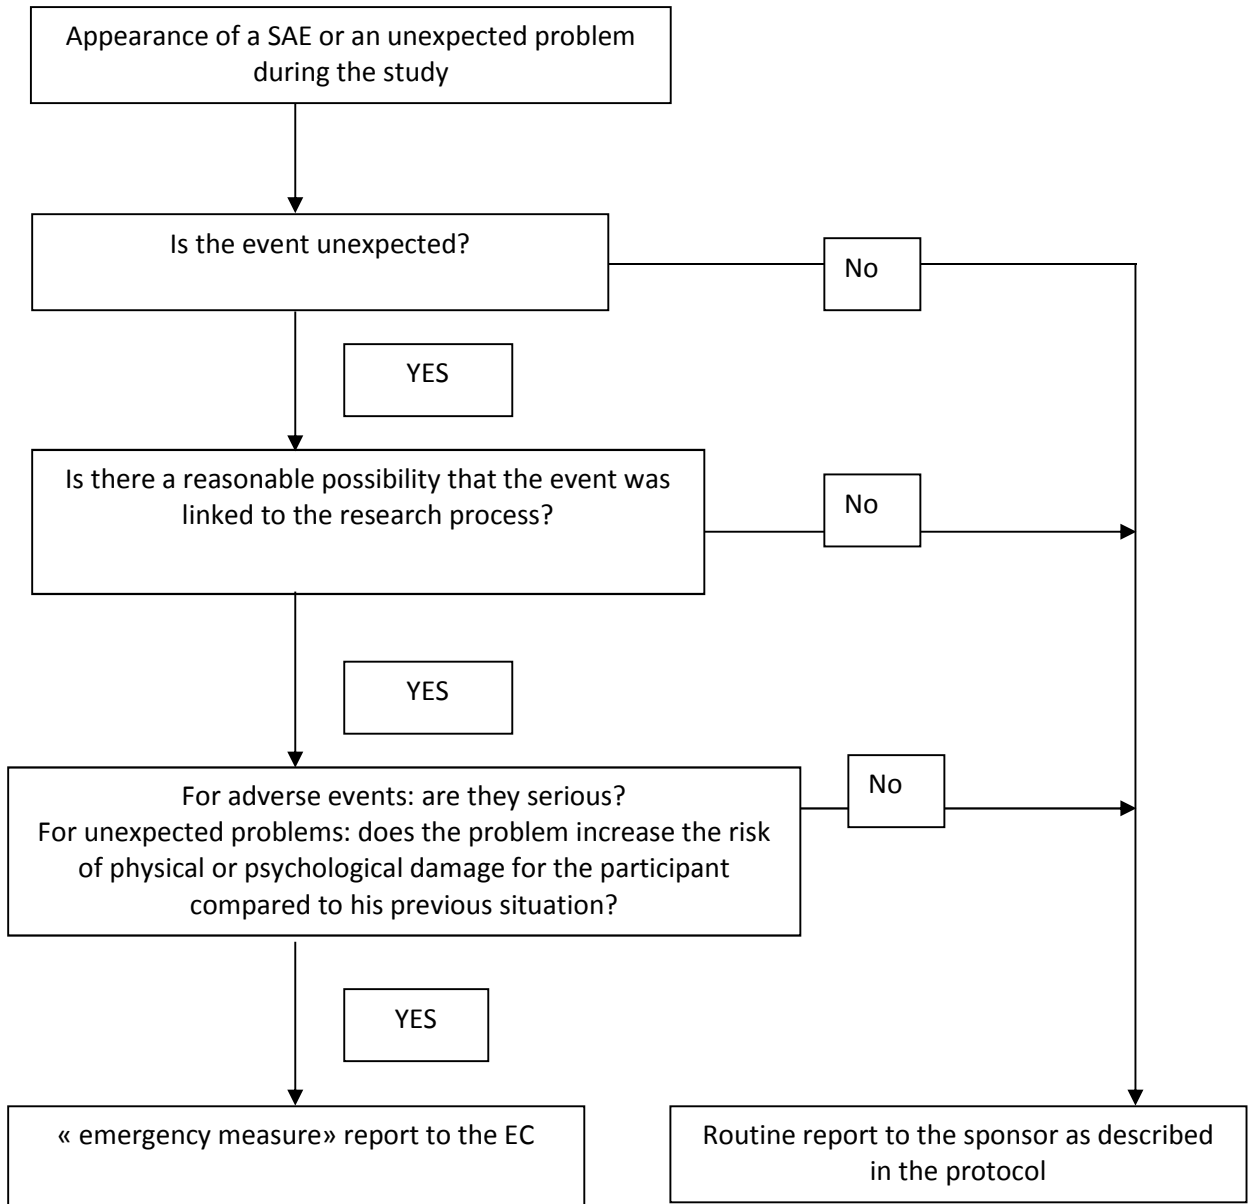 Appearance of a SAE or an unexpected problem
during the study
Is the event unexpected?
No
YES
Is there a reasonable possibility that the event was
linked to the research process?
No
YES
For adverse events: are they serious?
For unexpected problems: does the problem increase the risk
of physical or psychological damage for the participant
compared to his previous situation?
No
YES
« emergency measure» report to the EC
Routine report to the sponsor as described
in the protocol